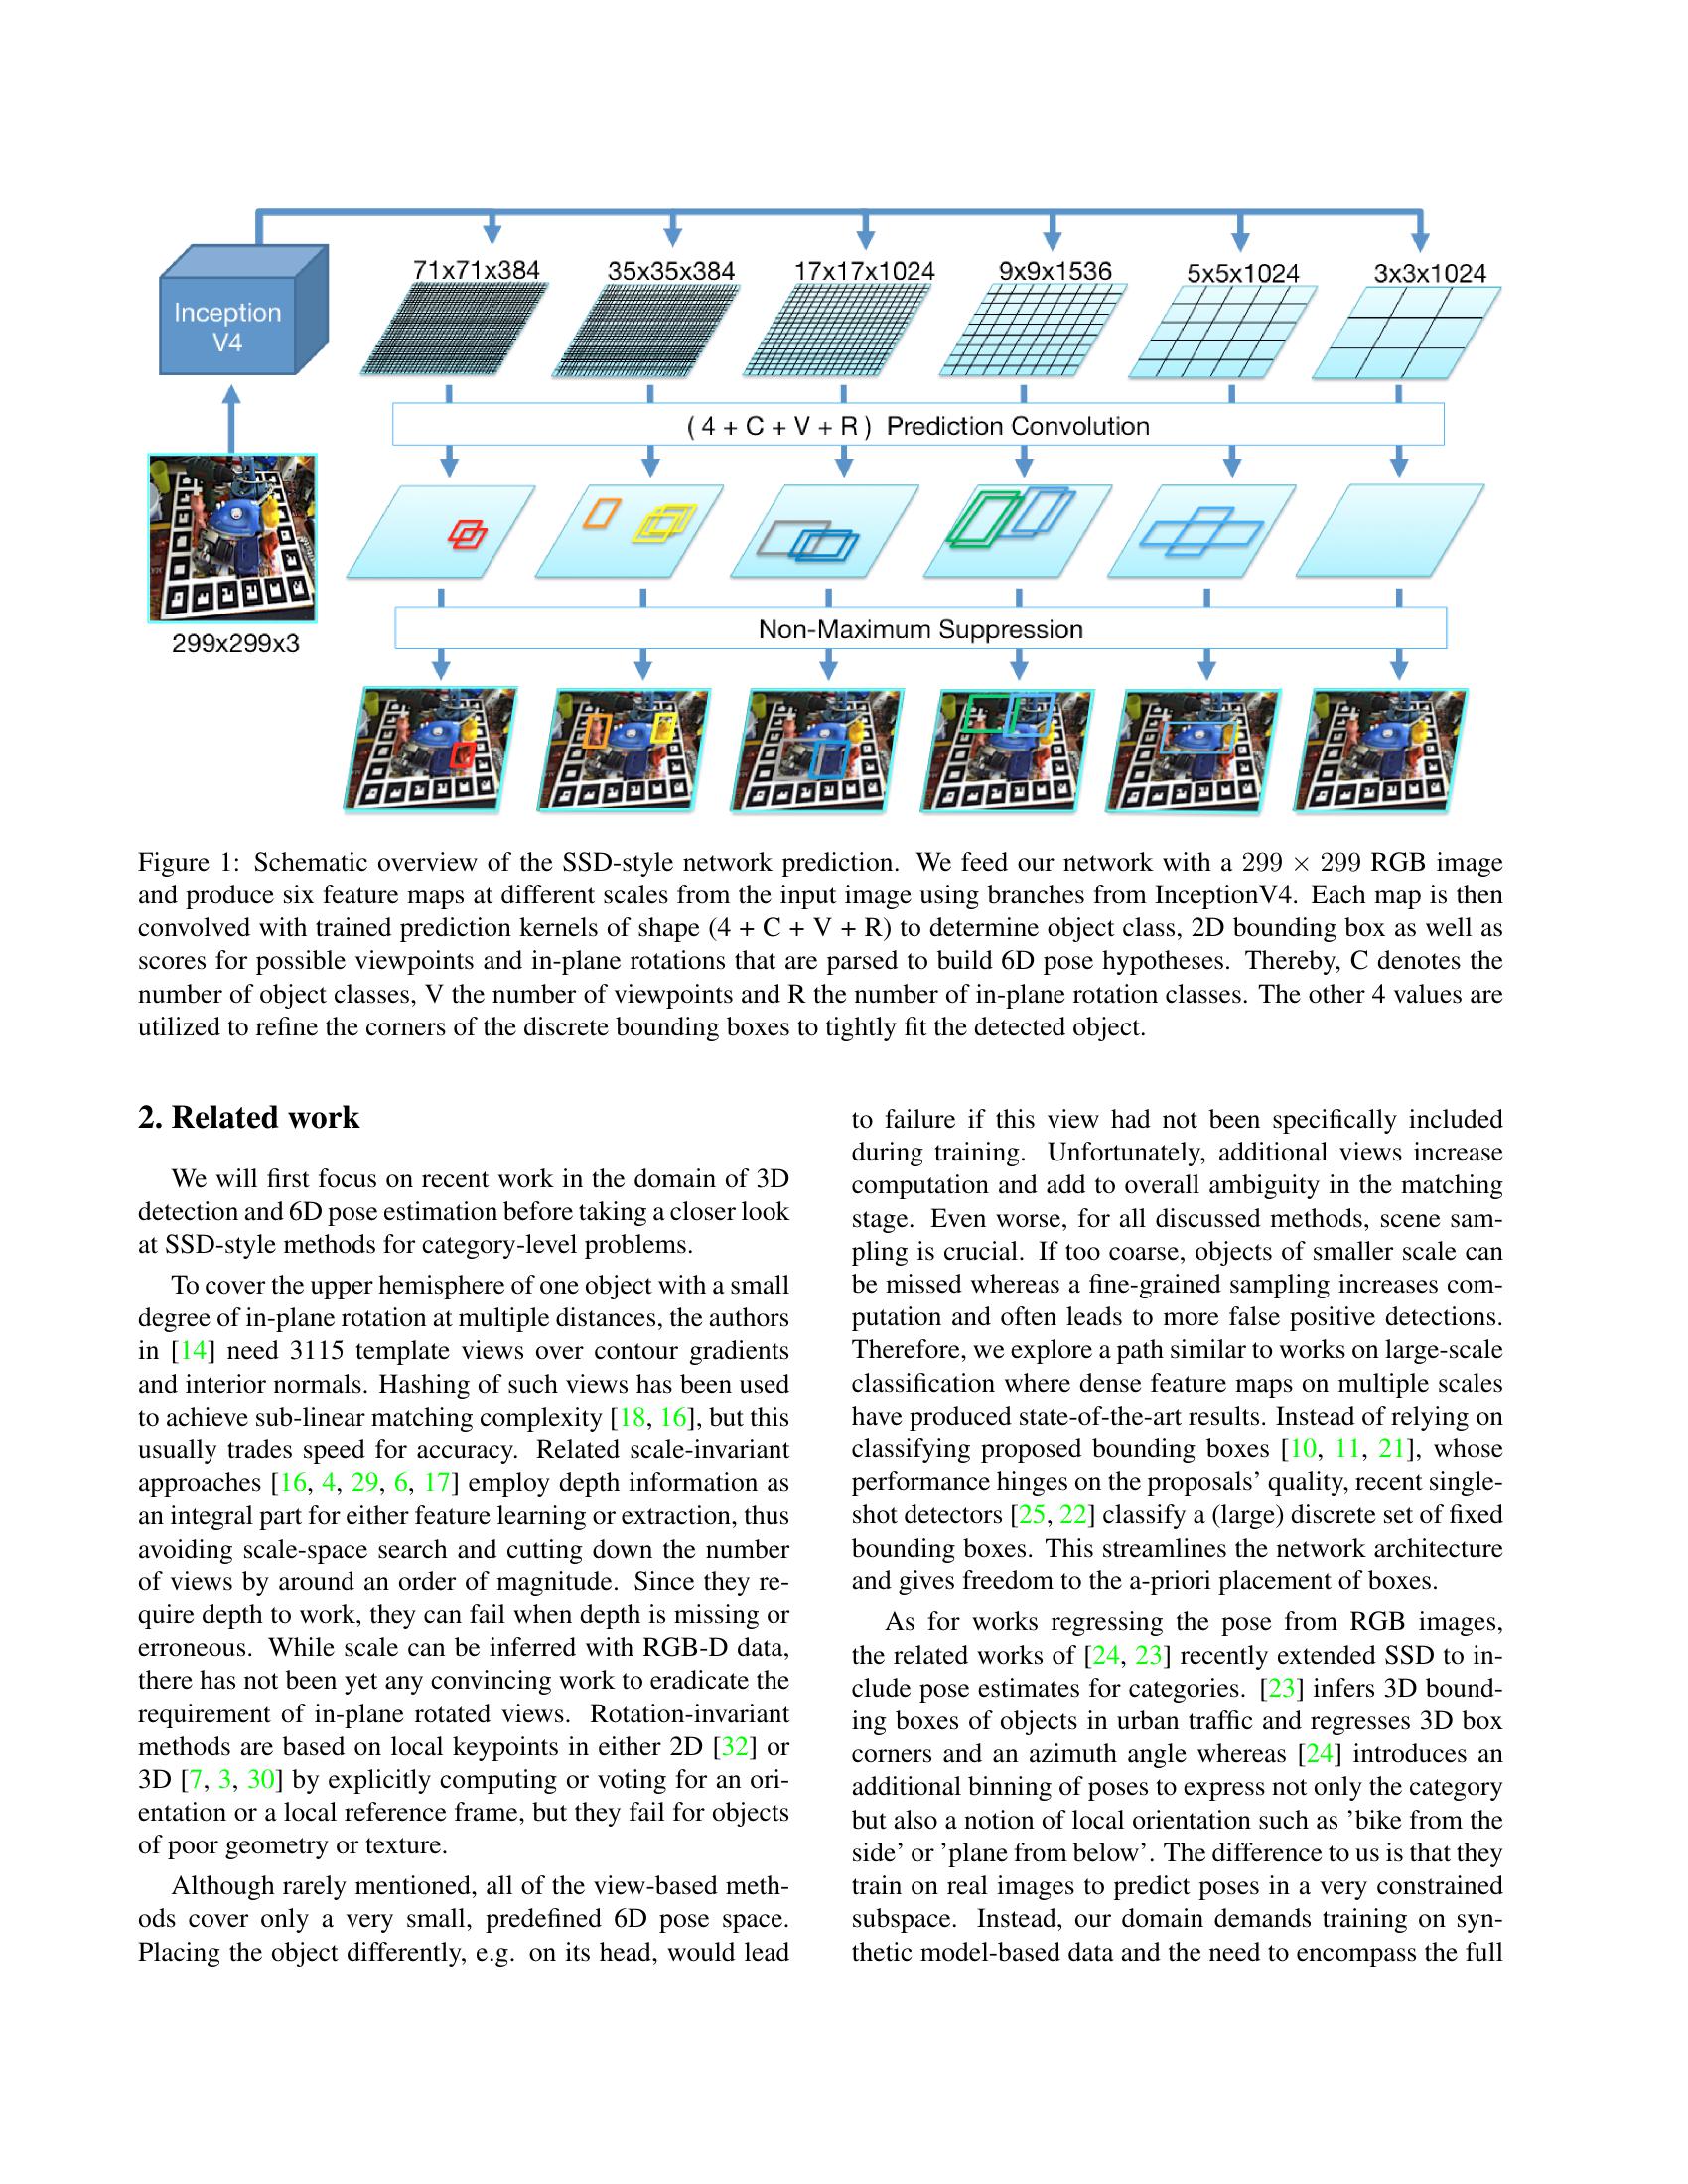 71x71x384 35x35x384 17x17x1024 9x9x1536 5x5x1024 3x3x1024
Inception
V4
( 4 + C + V + R ) Prediction Convolution
299x299x3
Non-Maximum Suppression
Figure 1: Schematic overview of the SSD-style network prediction. We feed our network with a 299 × 299 RGB image
and produce six feature maps at different scales from the input image using branches from InceptionV4. Each map is then
convolved with trained prediction kernels of shape (4 + C + V + R) to determine object class, 2D bounding box as well as
scores for possible viewpoints and in-plane rotations that are parsed to build 6D pose hypotheses. Thereby, C denotes the
number of object classes, V the number of viewpoints and R the number of in-plane rotation classes. The other 4 values are
utilized to refine the corners of the discrete bounding boxes to tightly fit the detected object.
2. Related work
We will first focus on recent work in the domain of 3D
detection and 6D pose estimation before taking a closer look
at SSD-style methods for category-level problems.
To cover the upper hemisphere of one object with a small
degree of in-plane rotation at multiple distances, the authors
in [14] need 3115 template views over contour gradients
and interior normals. Hashing of such views has been used
to achieve sub-linear matching complexity [18, 16], but this
usually trades speed for accuracy. Related scale-invariant
approaches [16, 4, 29, 6, 17] employ depth information as
an integral part for either feature learning or extraction, thus
avoiding scale-space search and cutting down the number
of views by around an order of magnitude. Since they re-
quire depth to work, they can fail when depth is missing or
erroneous. While scale can be inferred with RGB-D data,
there has not been yet any convincing work to eradicate the
requirement of in-plane rotated views. Rotation-invariant
methods are based on local keypoints in either 2D [32] or
3D [7, 3, 30] by explicitly computing or voting for an ori-
entation or a local reference frame, but they fail for objects
of poor geometry or texture.
Although rarely mentioned, all of the view-based meth-
ods cover only a very small, predefined 6D pose space.
Placing the object differently, e.g. on its head, would lead
to failure if this view had not been specifically included
during training. Unfortunately, additional views increase
computation and add to overall ambiguity in the matching
stage. Even worse, for all discussed methods, scene sam-
pling is crucial. If too coarse, objects of smaller scale can
be missed whereas a fine-grained sampling increases com-
putation and often leads to more false positive detections.
Therefore, we explore a path similar to works on large-scale
classification where dense feature maps on multiple scales
have produced state-of-the-art results. Instead of relying on
classifying proposed bounding boxes [10, 11, 21], whose
performance hinges on the proposals’ quality, recent single-
shot detectors [25, 22] classify a (large) discrete set of fixed
bounding boxes. This streamlines the network architecture
and gives freedom to the a-priori placement of boxes.
As for works regressing the pose from RGB images,
the related works of [24, 23] recently extended SSD to in-
clude pose estimates for categories. [23] infers 3D bound-
ing boxes of objects in urban traffic and regresses 3D box
corners and an azimuth angle whereas [24] introduces an
additional binning of poses to express not only the category
but also a notion of local orientation such as ’bike from the
side’ or ’plane from below’. The difference to us is that they
train on real images to predict poses in a very constrained
subspace. Instead, our domain demands training on syn-
thetic model-based data and the need to encompass the full